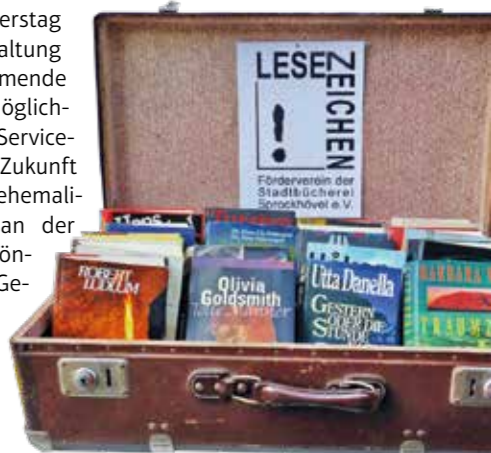 erstag
altung
mende
öglich-
Service-
Zukunft
ehemali-
an der
ön-
Ge-
LESE
ZEICHEN
!
Förderverein der
Stadtbücherei
Sprockhövel e.V.
ROBERT
LUDLUM
Olivia
Goldsmith
Utta Danella
GESTERN
ODER DIE
STUNDE
BARBARA
TRAUM